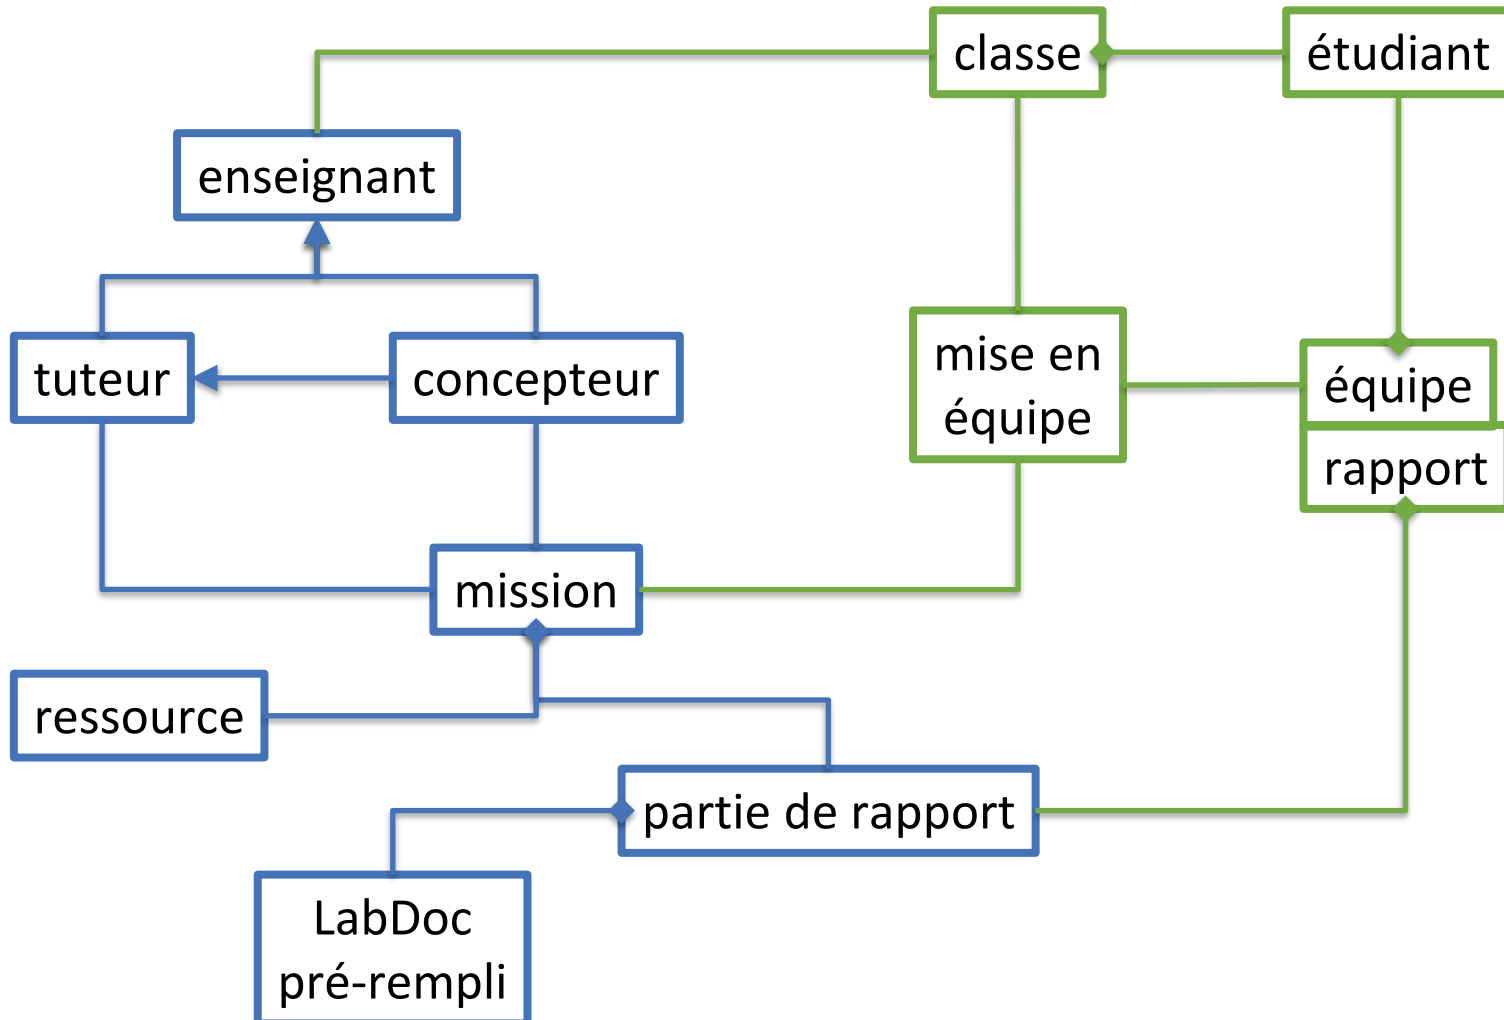 classe
étudiant
enseignant
tuteur
concepteur
mise en
équipe
équipe
rapport
mission
ressource
partie de rapport
LabDoc
pré-rempli